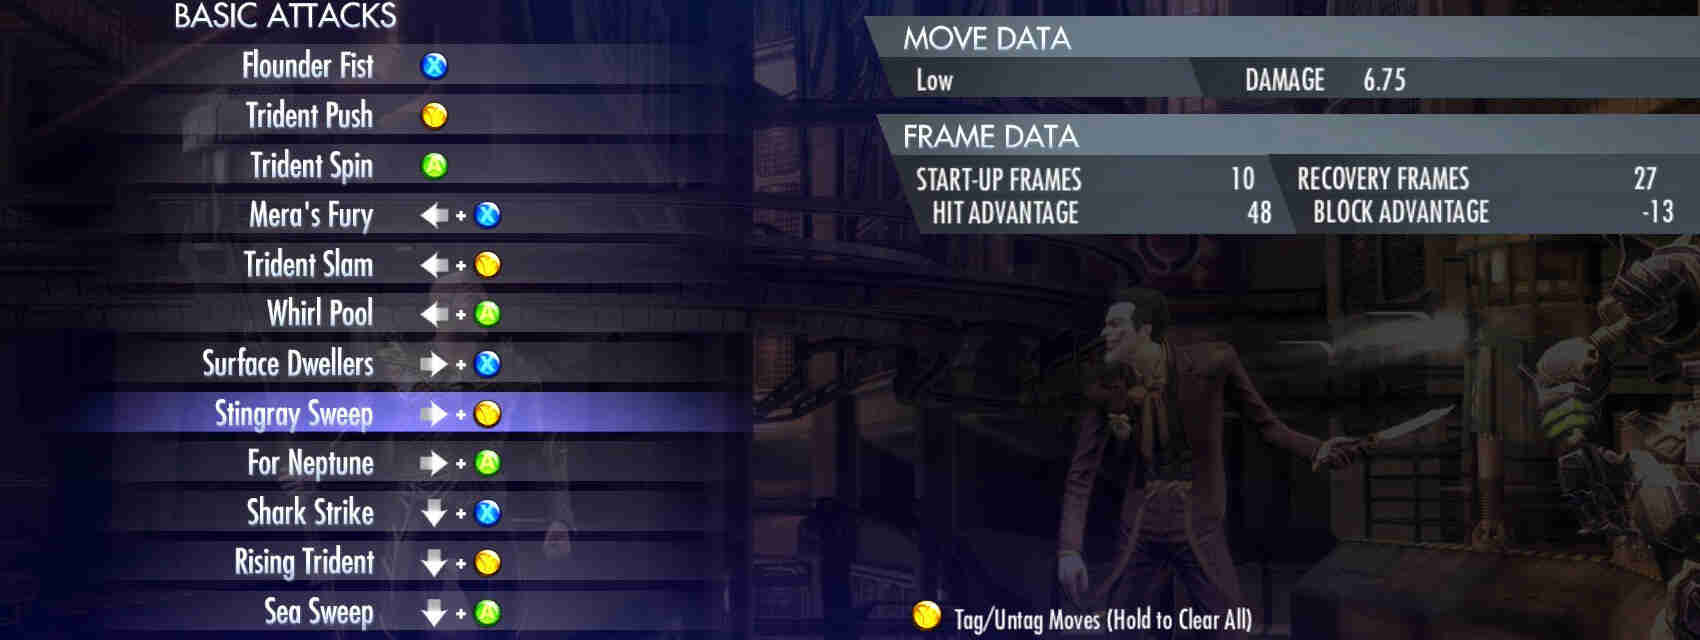 BASIC ATTACKS
Flounder Fist X
Trident Push Y
Trident Spin A
Mera's Fury + X
Trident Slam + Y
Whirl Pool + A
Surface Dwellers + X
Stingray Sweep + Y
For Neptune + A
Shark Strike + X
Rising Trident + Y
Sea Sweep + A
MOVE DATA
Low DAMAGE 6.75
FRAME DATA
START-UP FRAMES 10 RECOVERY FRAMES 27
HIT ADVANTAGE 48 BLOCK ADVANTAGE -13
Y Tag/Untag Moves (Hold to Clear All)